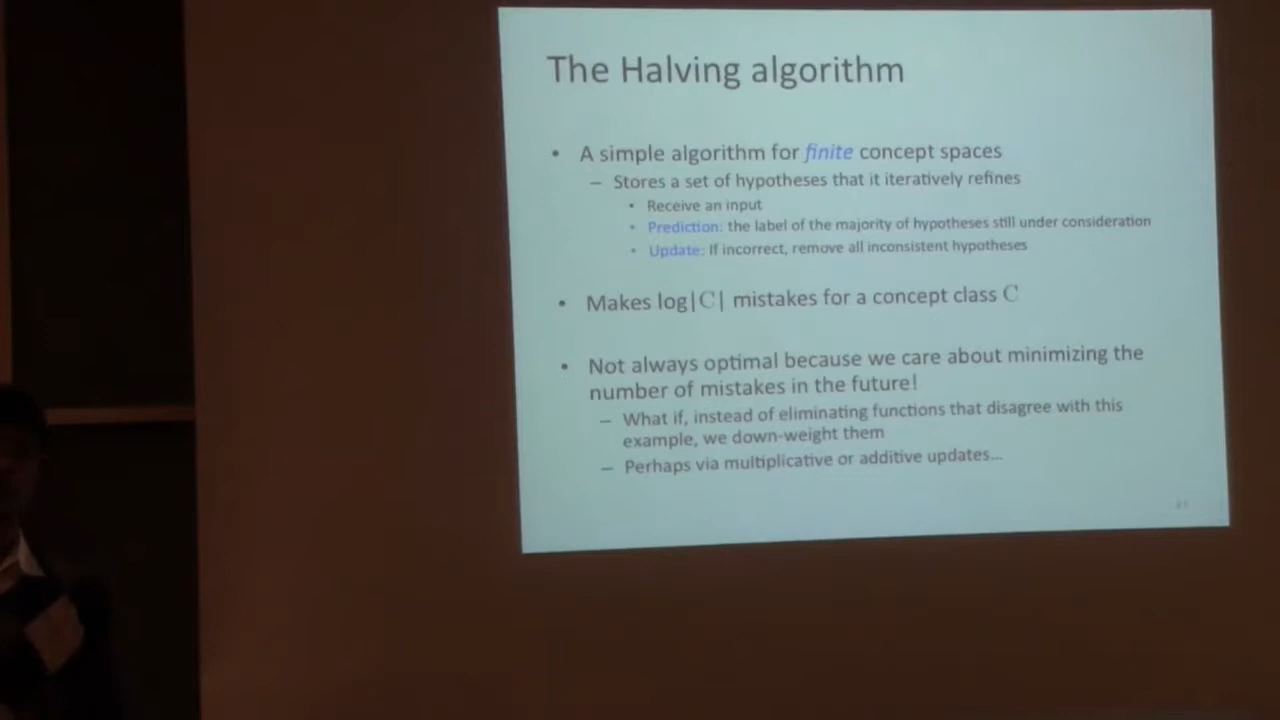 The Halving algorithm
• A simple algorithm for finite concept spaces
– Stores a set of hypotheses that it iteratively refines
• Receive an input
• Prediction: the label of the majority of hypotheses still under consideration
• Update: If incorrect, remove all inconsistent hypotheses
• Makes log|C| mistakes for a concept class C
• Not always optimal because we care about minimizing the
number of mistakes in the future!
– What if, instead of eliminating functions that disagree with this
example, we down-weight them
– Perhaps via multiplicative or additive updates...